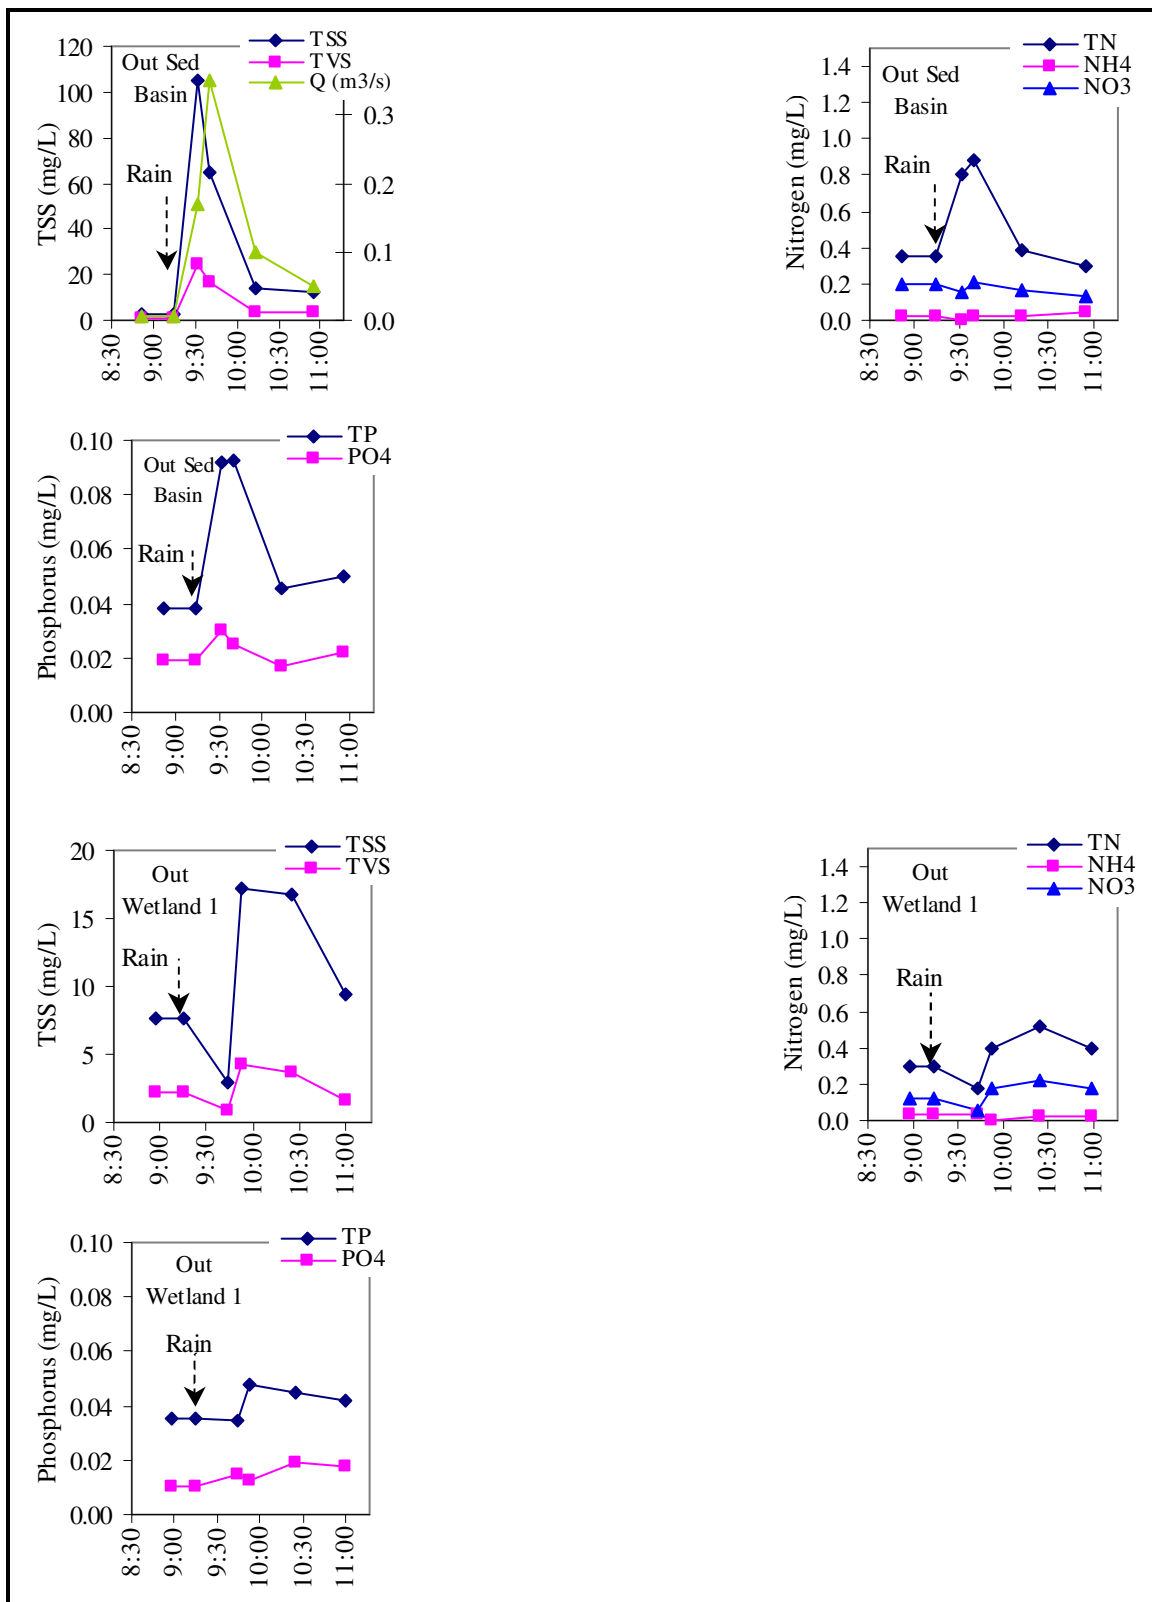 TSS
TVS
Q (m3/s)
Out Sed
Basin
Rain
TSS (mg/L)
120
100
80
60
40
20
0
0.3
0.2
0.1
0.0
8:30
9:00
9:30
10:00
10:30
11:00
TN
NH4
NO3
Out Sed
Basin
Rain
Nitrogen (mg/L)
1.4
1.2
1.0
0.8
0.6
0.4
0.2
0.0
8:30
9:00
9:30
10:00
10:30
11:00
TP
PO4
Out Sed
Basin
Rain
Phosphorus (mg/L)
0.10
0.08
0.06
0.04
0.02
0.00
8:30
9:00
9:30
10:00
10:30
11:00
TSS
TVS
Out
Wetland 1
Rain
TSS (mg/L)
20
15
10
5
0
8:30
9:00
9:30
10:00
10:30
11:00
TN
NH4
NO3
Out
Wetland 1
Rain
Nitrogen (mg/L)
1.4
1.2
1.0
0.8
0.6
0.4
0.2
0.0
8:30
9:00
9:30
10:00
10:30
11:00
TP
PO4
Out
Wetland 1
Rain
Phosphorus (mg/L)
0.10
0.08
0.06
0.04
0.02
0.00
8:30
9:00
9:30
10:00
10:30
11:00